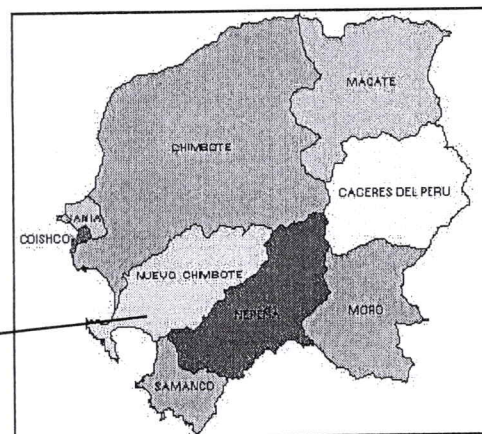 MACATE
CHIMBOTE
CACERES DEL PERU
COISHCO
NUEVO CHIMBOTE
NEPEÑA
MORO
SAMANCO